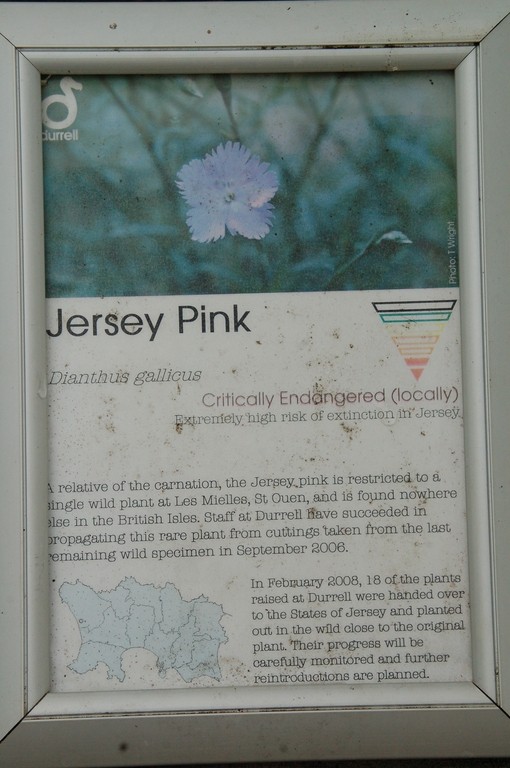 durrell
Photo: T Wright
Jersey Pink
Dianthus gallicus
Critically Endangered (locally)
Extremely high risk of extinction in Jersey.
A relative of the carnation, the Jersey pink is restricted to a
single wild plant at Les Mielles, St Ouen, and is found nowhere
else in the British Isles. Staff at Durrell have succeeded in
propagating this rare plant from cuttings taken from the last
remaining wild specimen in September 2006.
In February 2008, 18 of the plants
raised at Durrell were handed over
to the States of Jersey and planted
out in the wild close to the original
plant. Their progress will be
carefully monitored and further
reintroductions are planned.